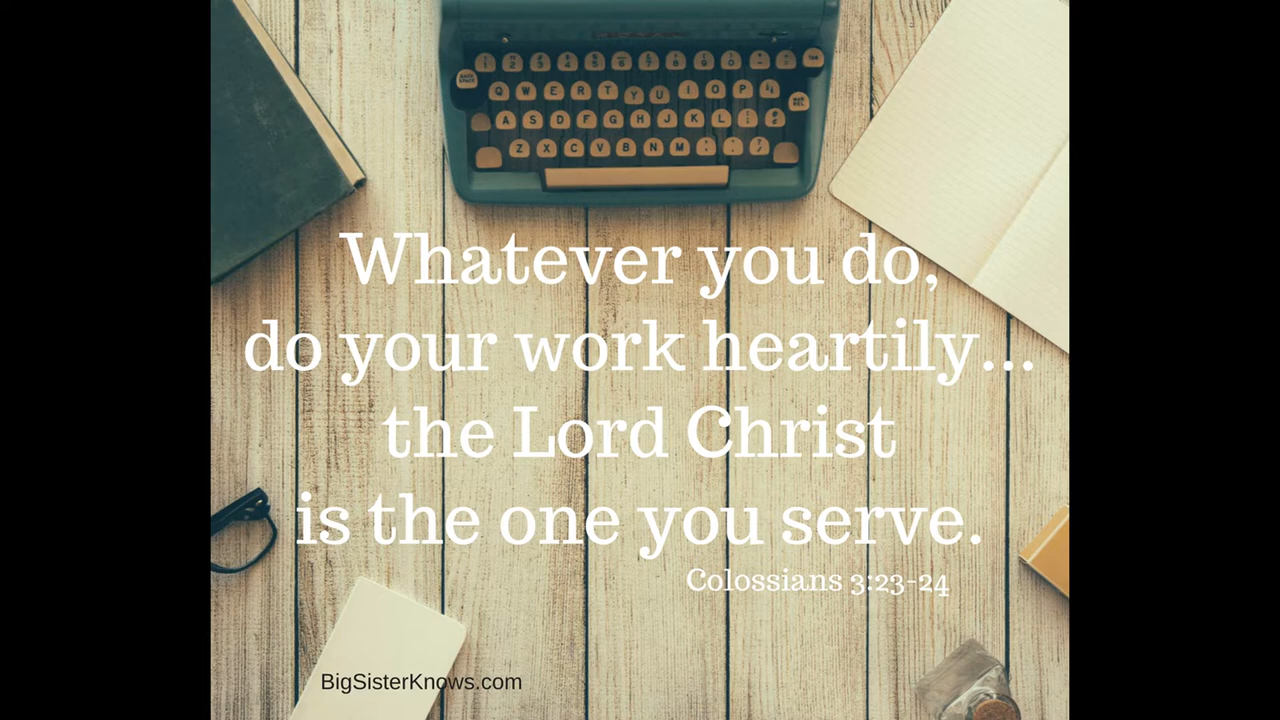 Q W E R T Y U I O P
A S D F G H J K L
Z X C V B N M
Whatever you do,
do your work heartily...
the Lord Christ
is the one you serve.
Colossians 3:23-24
BigSisterKnows.com